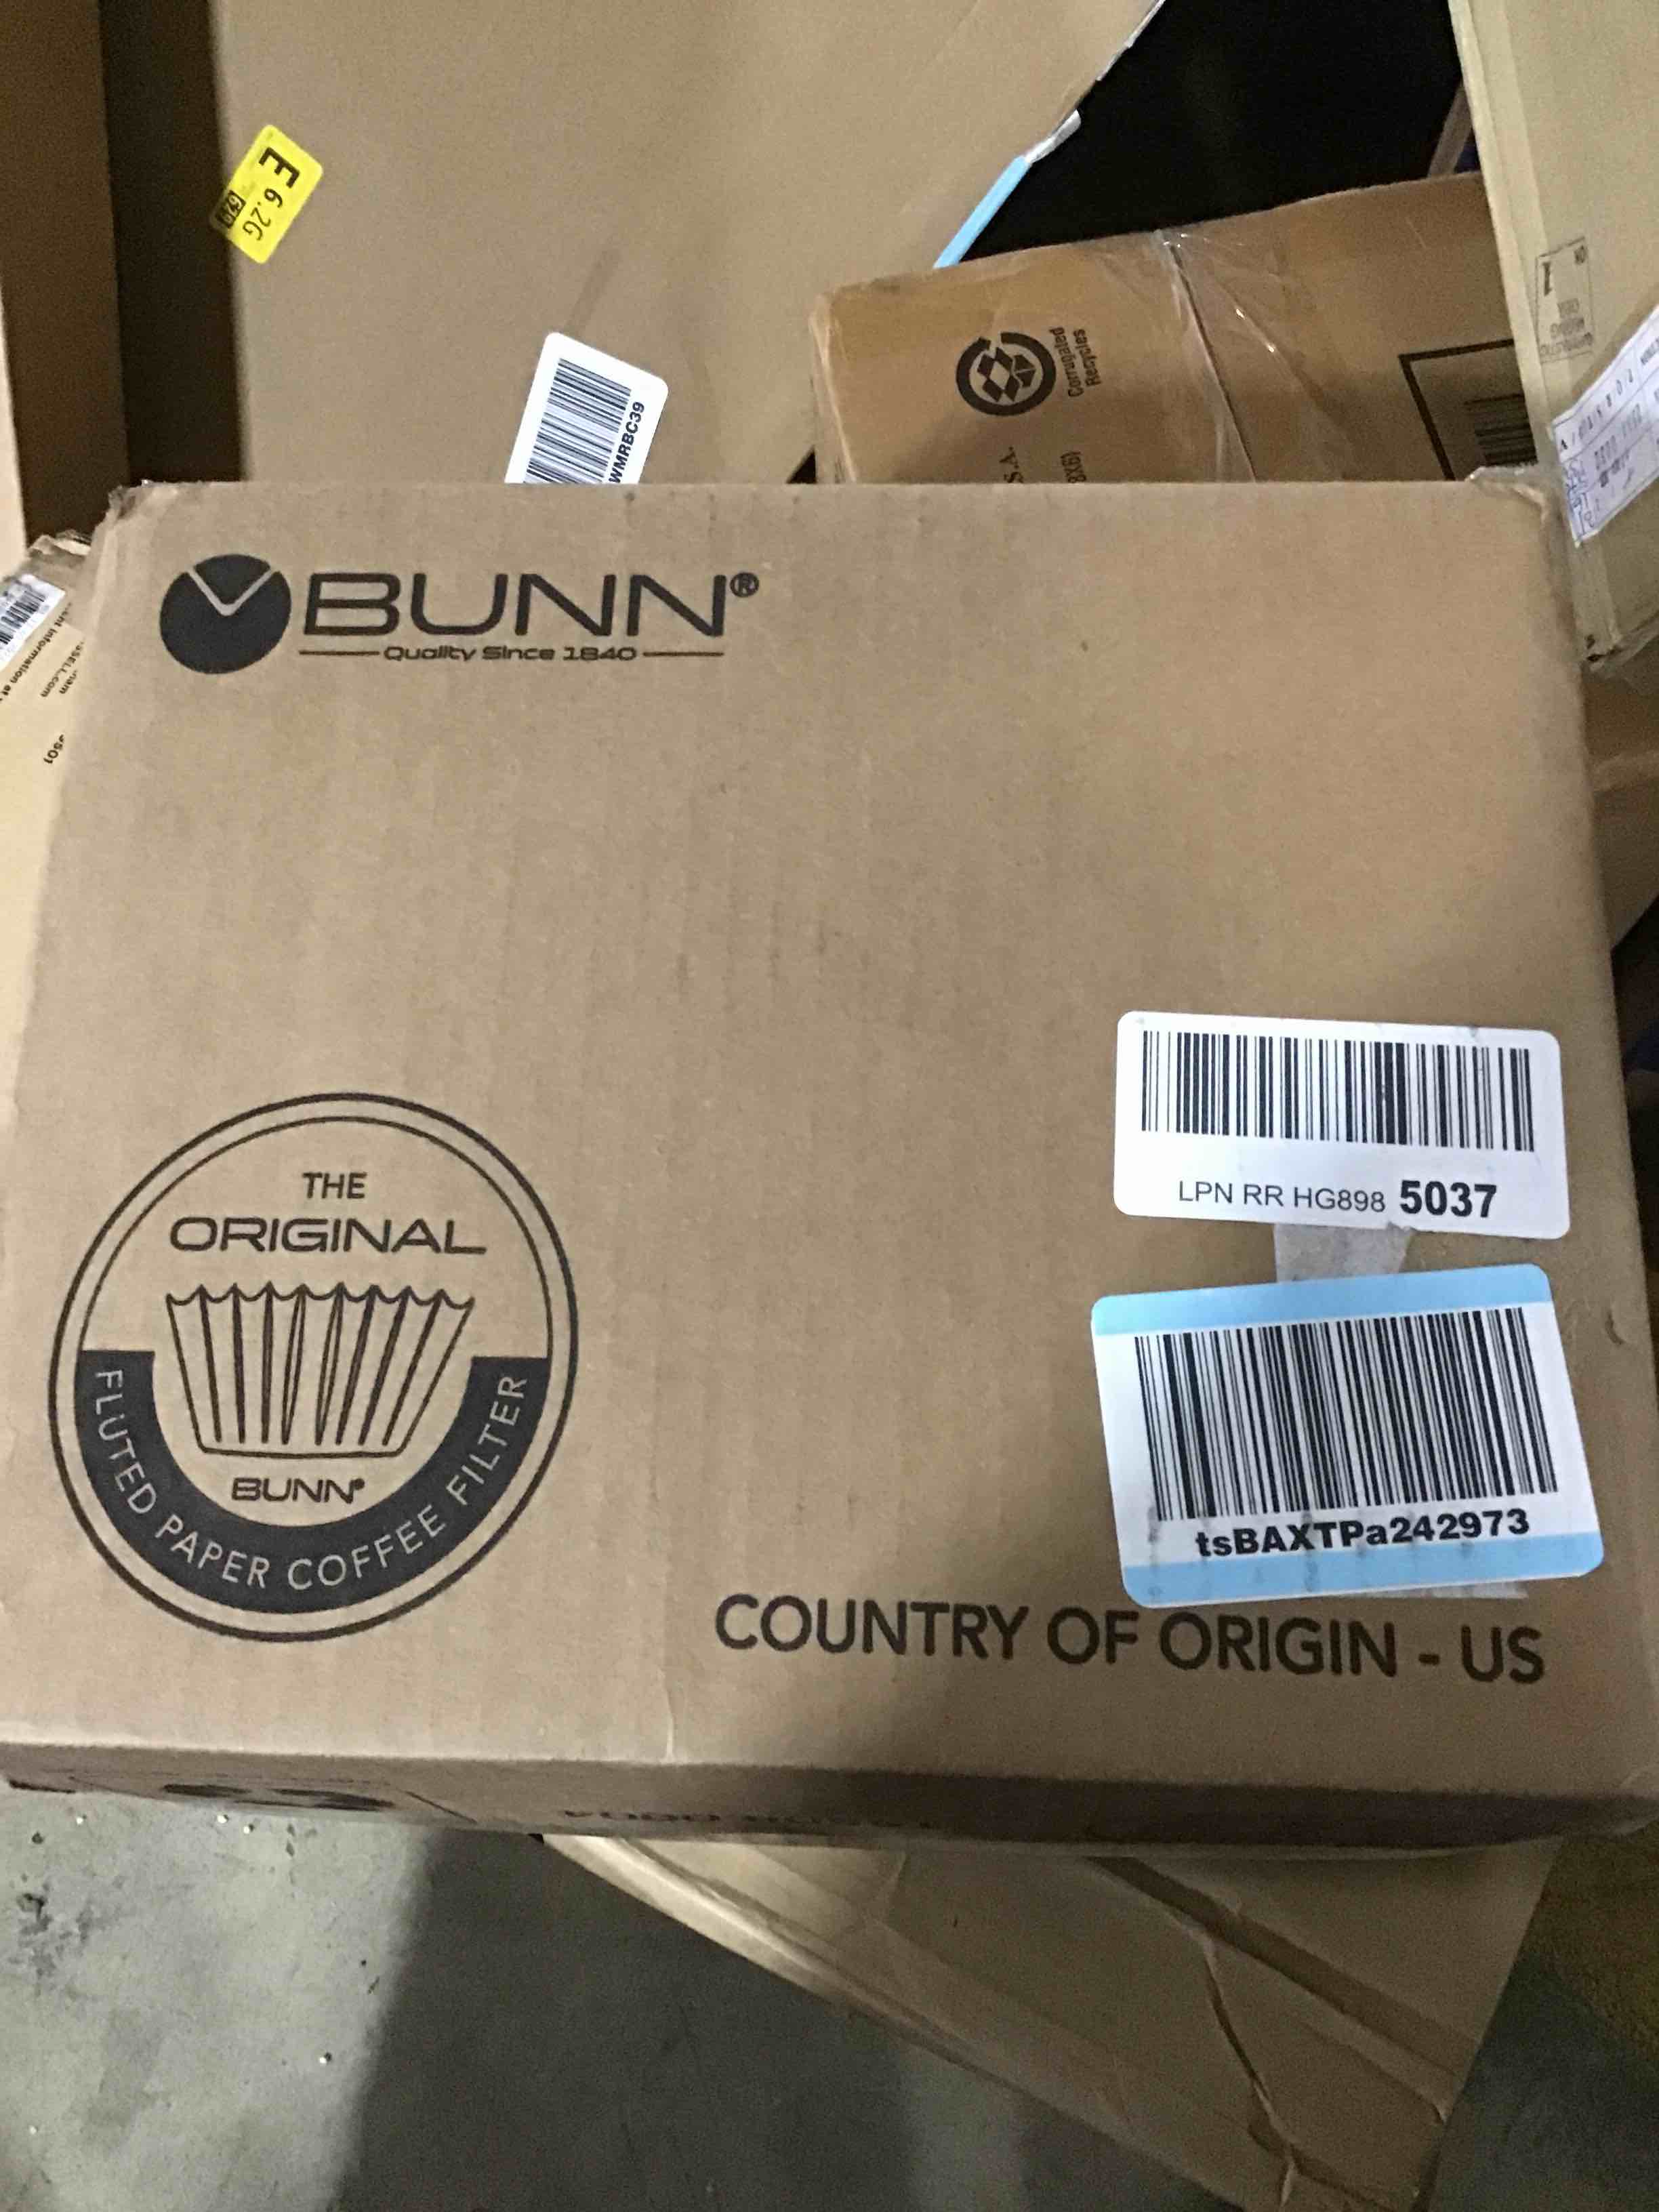 E 6.2G
WMRBC39
Corrugated
Recycles
S.A.
BUNN®
Quality Since 1840
LPN RR HG898 5037
THE
ORIGINAL
BUNN®
FLUTED PAPER COFFEE FILTER
tsBAXTPa242973
COUNTRY OF ORIGIN - US